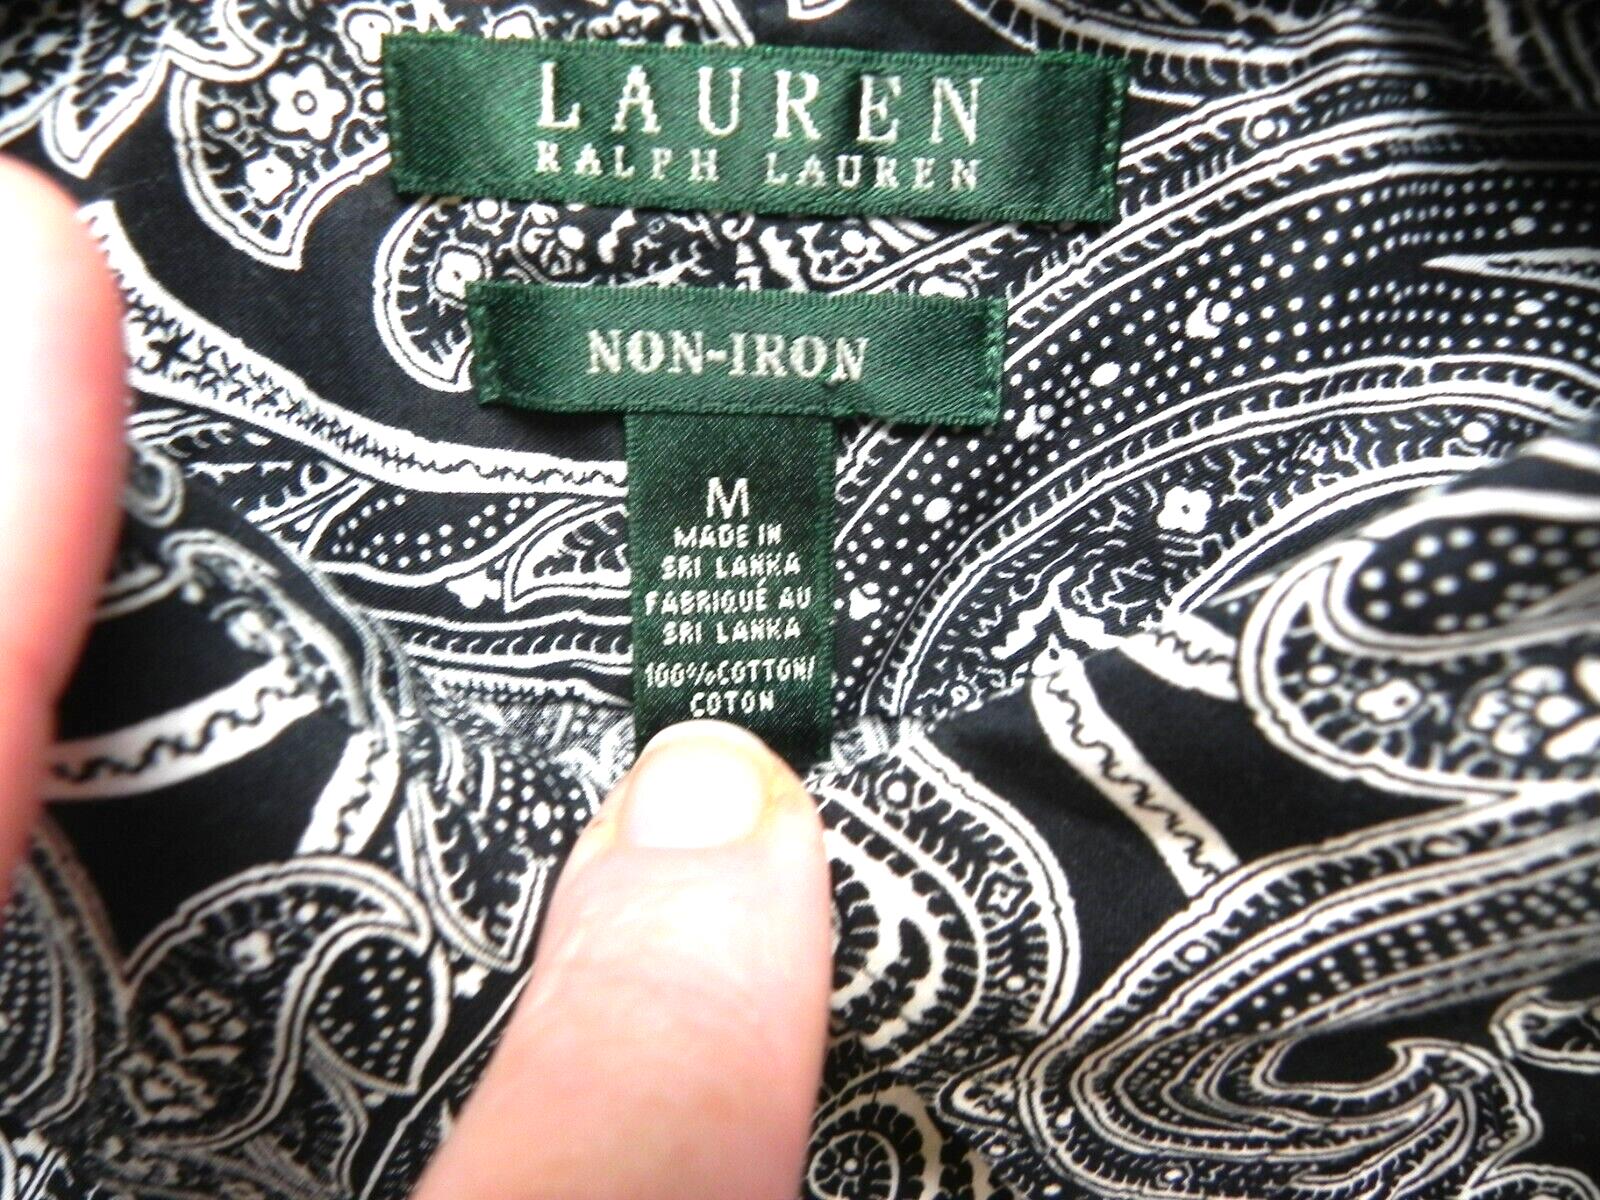 LAUREN
RALPH LAUREN
NON-IRON
M
MADE IN
SRI LANKA
FABRIQUÉ AU
SRI LANKA
100%COTTON/
COTON